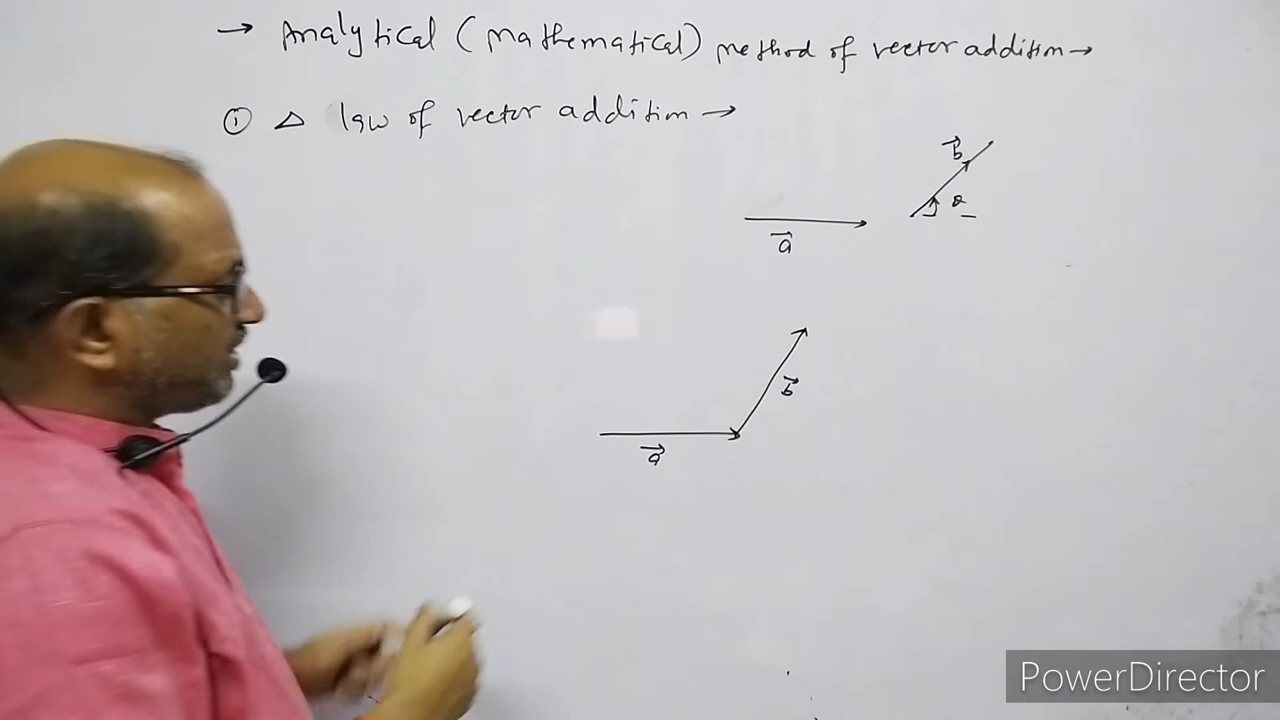 → Analytical (Mathematical) method of vector addition →
① △ law of vector addition →
b⃗
θ
a⃗
b⃗
a⃗
PowerDirector